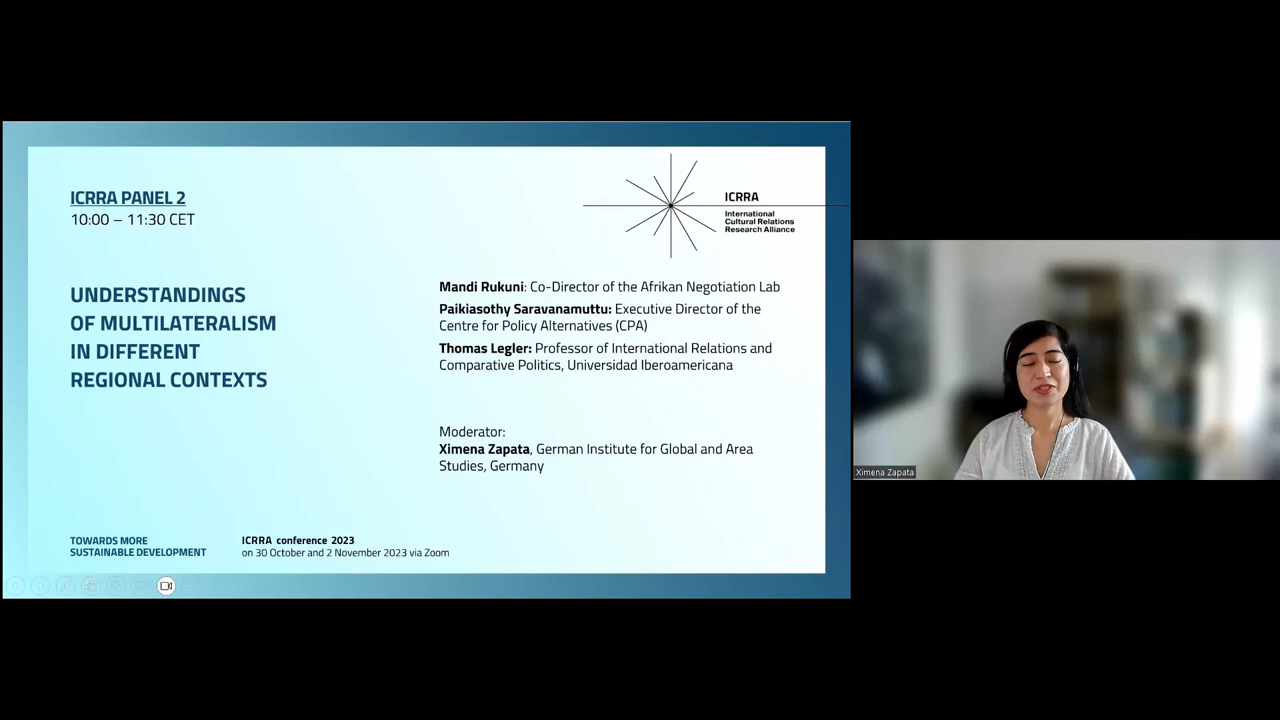 ICRRA PANEL 2
10:00 – 11:30 CET
ICRRA
International
Cultural Relations
Research Alliance
UNDERSTANDINGS
OF MULTILATERALISM
IN DIFFERENT
REGIONAL CONTEXTS
Mandi Rukuni: Co-Director of the Afrikan Negotiation Lab
Paikiasothy Saravanamuttu: Executive Director of the
Centre for Policy Alternatives (CPA)
Thomas Legler: Professor of International Relations and
Comparative Politics, Universidad Iberoamericana
Moderator:
Ximena Zapata, German Institute for Global and Area
Studies, Germany
TOWARDS MORE
SUSTAINABLE DEVELOPMENT
ICRRA conference 2023
on 30 October and 2 November 2023 via Zoom
Ximena Zapata